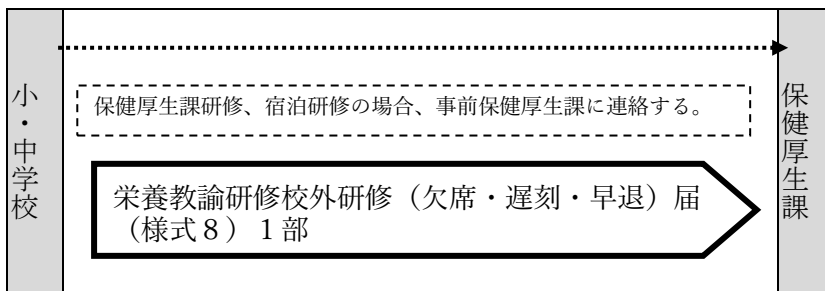 小・中学校
保健厚生課研修、宿泊研修の場合、事前保健厚生課に連絡する。
栄養教諭研修校外研修（欠席・遅刻・早退）届
（様式８）１部
保健厚生課